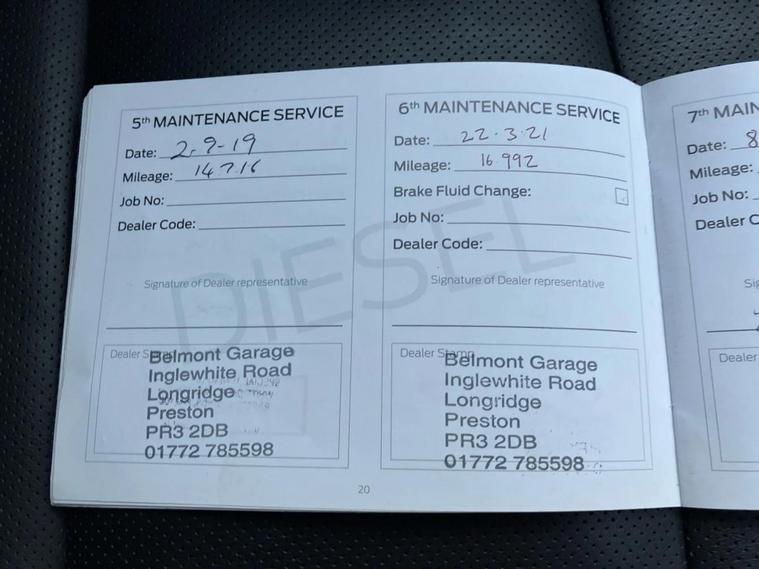 5th MAINTENANCE SERVICE
Date: 2-9-19
Mileage: 14716
Job No:
Dealer Code:
Signature of Dealer representative
Dealer S
Belmont Garage
Inglewhite Road
Longridge
Preston
PR3 2DB
01772 785598
6th MAINTENANCE SERVICE
Date: 22.3.21
Mileage: 16 992
Brake Fluid Change:
Job No:
Dealer Code:
Signature of Dealer representative
Dealer Stamp
Belmont Garage
Inglewhite Road
Longridge
Preston
PR3 2DB
01772 785598
7th MAIN
Date: 8
Mileage:
Job No:
Dealer C
Sig
Dealer
DIESEL
20